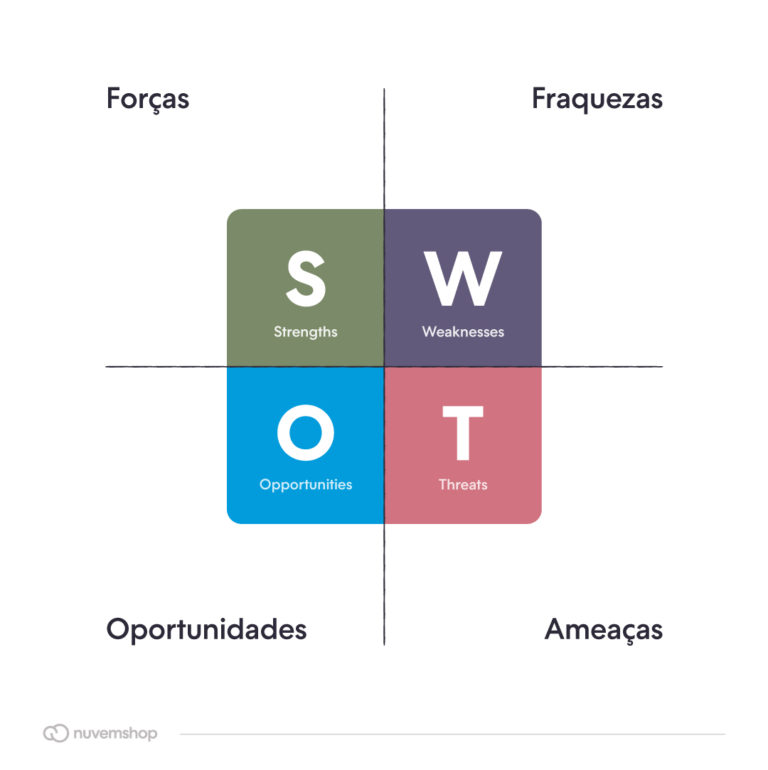 Forças
Fraquezas
S
Strengths
W
Weaknesses
O
Opportunities
T
Threats
Oportunidades
Ameaças
nuvemshop